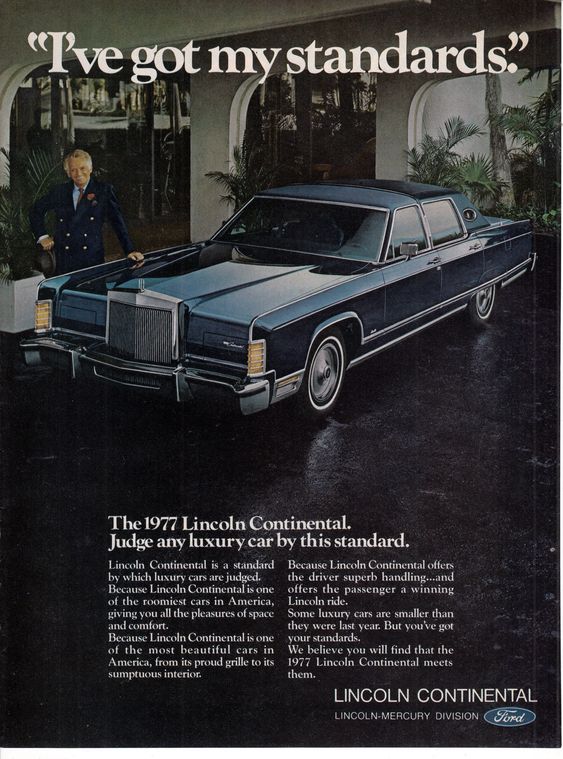 “I’ve got my standards.”
The 1977 Lincoln Continental.
Judge any luxury car by this standard.
Lincoln Continental is a standard
by which luxury cars are judged.
Because Lincoln Continental is one
of the roomiest cars in America,
giving you all the pleasures of space
and comfort.
Because Lincoln Continental is one
of the most beautiful cars in
America, from its proud grille to its
sumptuous interior.
Because Lincoln Continental offers
the driver superb handling...and
offers the passenger a winning
Lincoln ride.
Some luxury cars are smaller than
they were last year. But you’ve got
your standards.
We believe you will find that the
1977 Lincoln Continental meets
them.
LINCOLN CONTINENTAL
LINCOLN-MERCURY DIVISION Ford